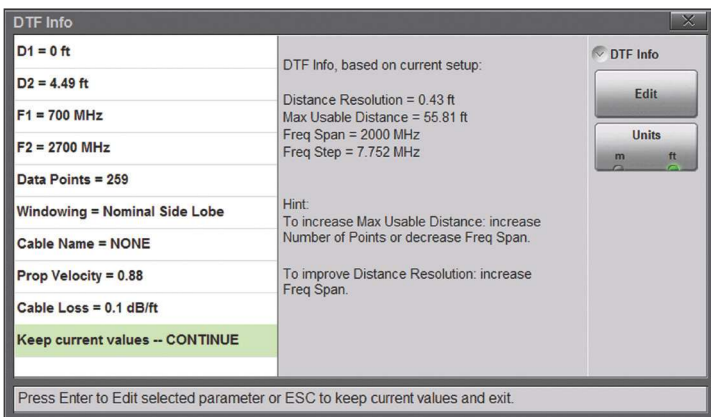 DTF Info
D1 = 0 ft
D2 = 4.49 ft
F1 = 700 MHz
F2 = 2700 MHz
Data Points = 259
Windowing = Nominal Side Lobe
Cable Name = NONE
Prop Velocity = 0.88
Cable Loss = 0.1 dB/ft
Keep current values -- CONTINUE
DTF Info, based on current setup:
Distance Resolution = 0.43 ft
Max Usable Distance = 55.81 ft
Freq Span = 2000 MHz
Freq Step = 7.752 MHz
Hint:
To increase Max Usable Distance: increase
Number of Points or decrease Freq Span.
To improve Distance Resolution: increase
Freq Span.
DTF Info
Edit
Units
m ft
Press Enter to Edit selected parameter or ESC to keep current values and exit.